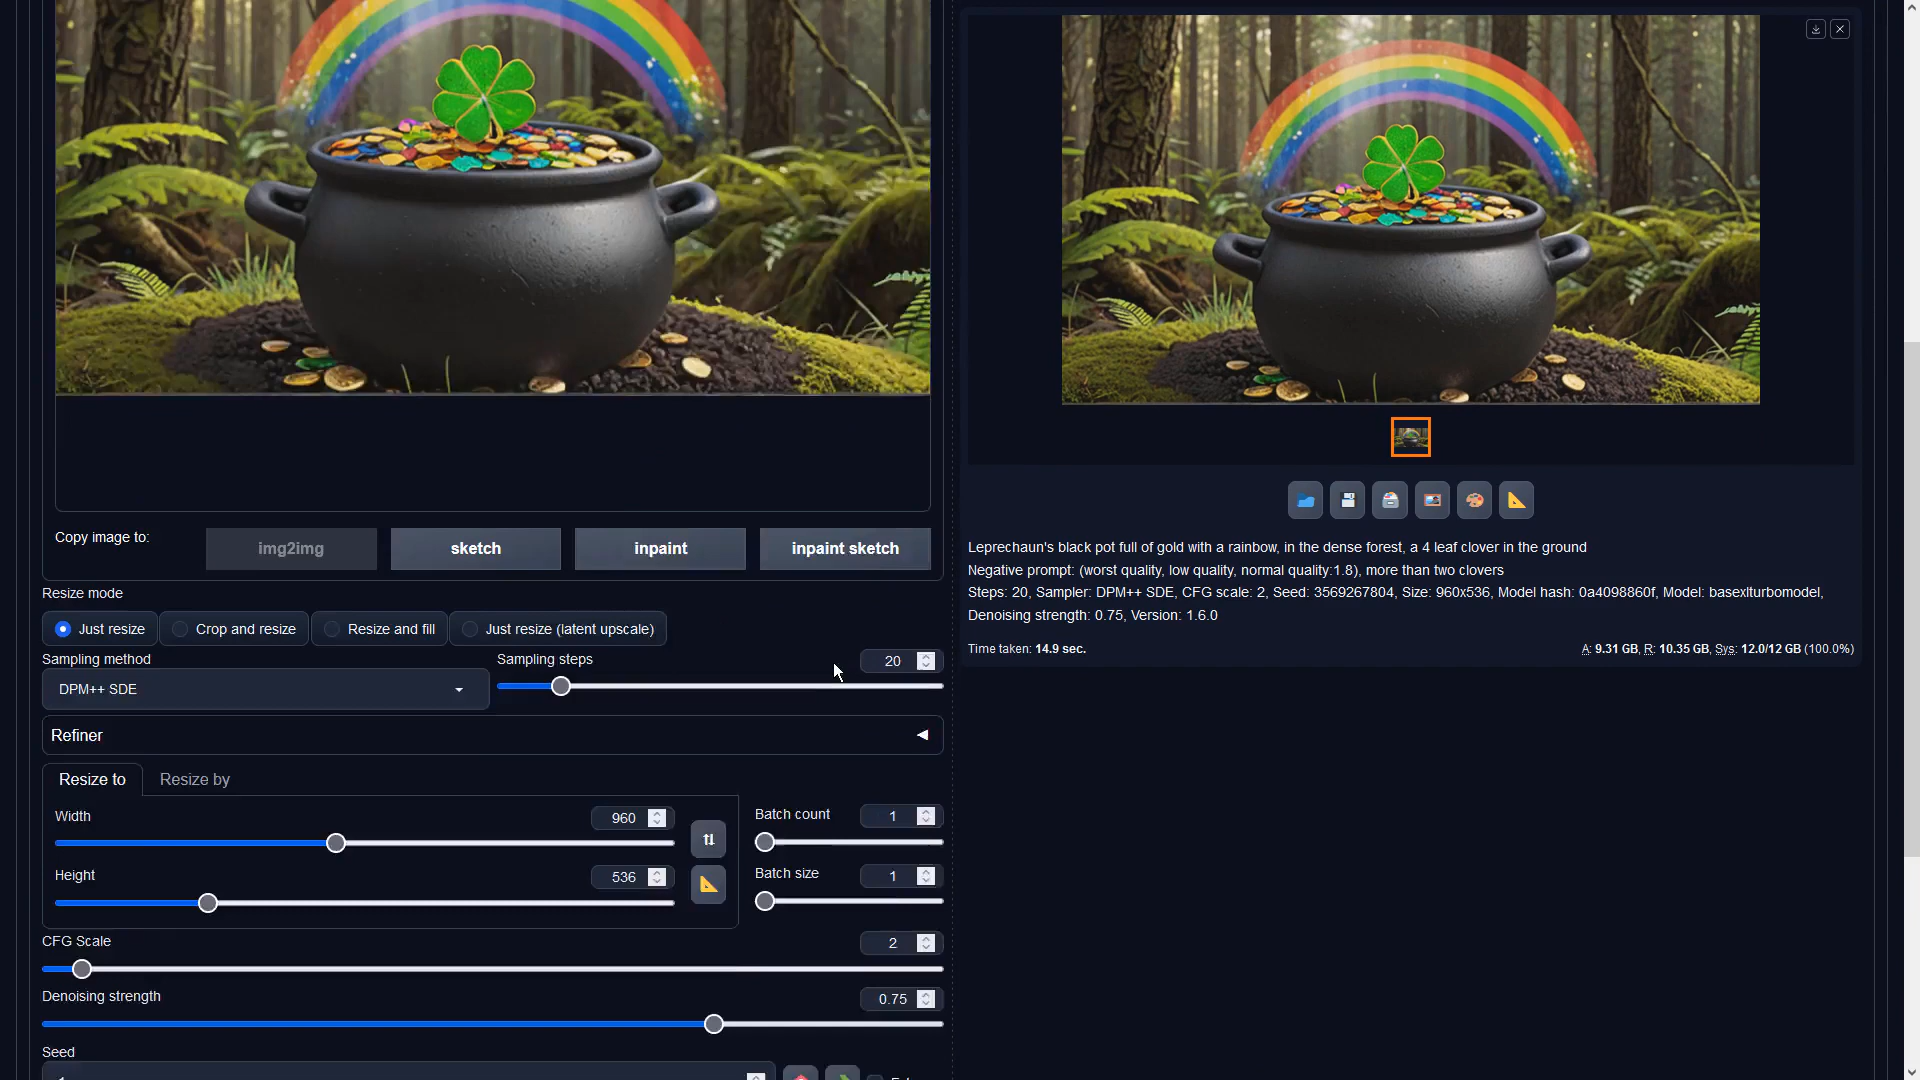 Copy image to:
img2img
sketch
inpaint
inpaint sketch
Resize mode
Just resize
Crop and resize
Resize and fill
Just resize (latent upscale)
Sampling method
DPM++ SDE
Sampling steps
20
Refiner
Resize to
Resize by
Width
960
Height
536
Batch count
1
Batch size
1
CFG Scale
2
Denoising strength
0.75
Seed
Leprechaun's black pot full of gold with a rainbow, in the dense forest, a 4 leaf clover in the ground
Negative prompt: (worst quality, low quality, normal quality:1.8), more than two clovers
Steps: 20, Sampler: DPM++ SDE, CFG scale: 2, Seed: 3569267804, Size: 960x536, Model hash: 0a4098860f, Model: basexlturbomodel,
Denoising strength: 0.75, Version: 1.6.0
Time taken: 14.9 sec.
A: 9.31 GB, R: 10.35 GB, Sys: 12.0/12 GB (100.0%)